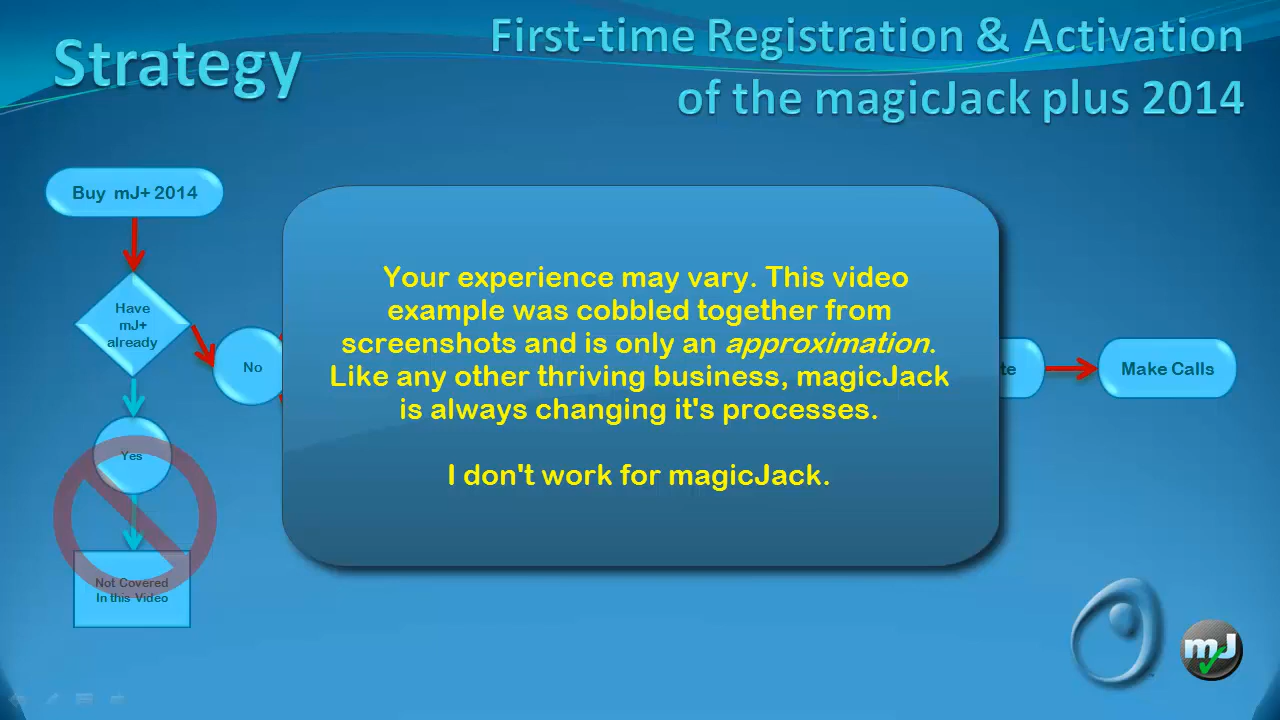 Strategy
First-time Registration & Activation
of the magicJack plus 2014
Buy mJ+ 2014
Have
mJ+
already
No
Yes
Not Covered
In this Video
Your experience may vary. This video
example was cobbled together from
screenshots and is only an approximation.
Like any other thriving business, magicJack
is always changing it's processes.
I don't work for magicJack.
te
Make Calls
mJ